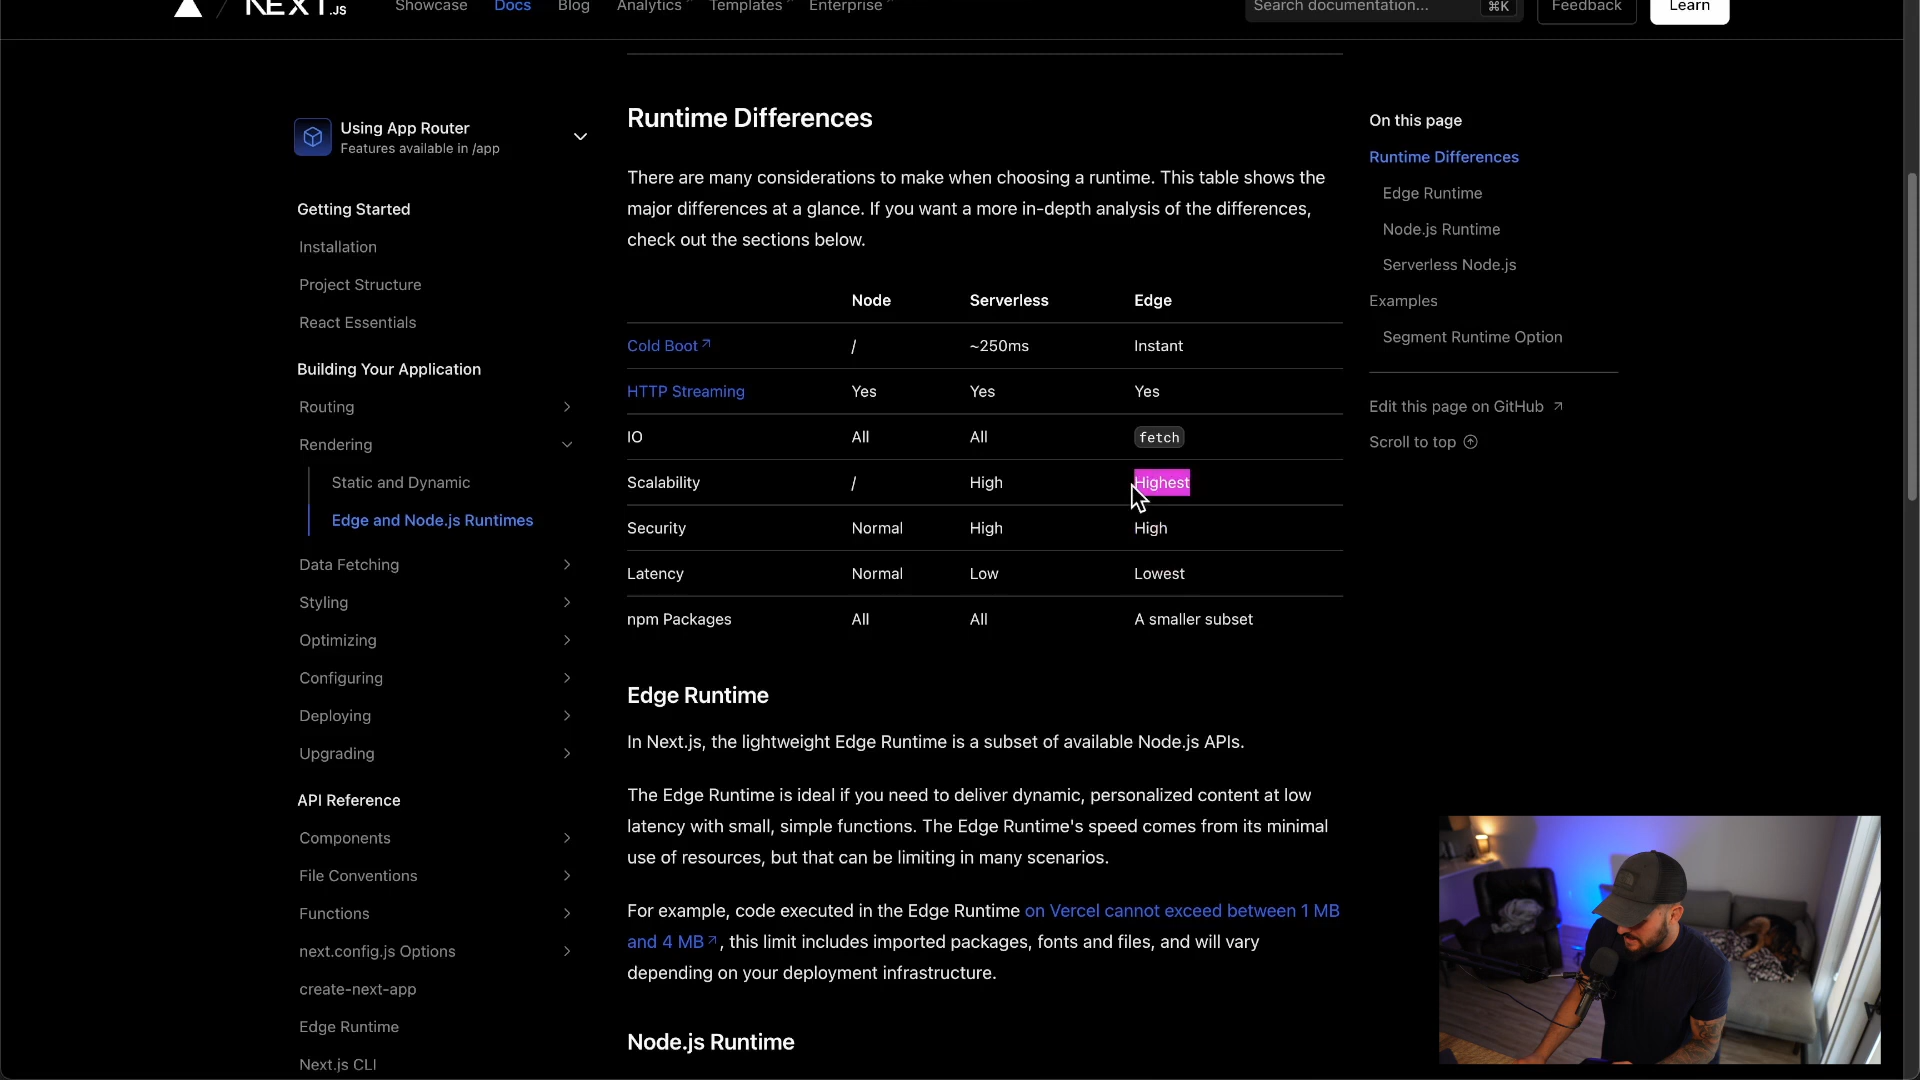 NEXT.JS
Showcase
Docs
Blog
Analytics
Templates
Enterprise
Search documentation...
⌘K
Feedback
Learn
Using App Router
Features available in /app
Getting Started
Installation
Project Structure
React Essentials
Building Your Application
Routing
Rendering
Static and Dynamic
Edge and Node.js Runtimes
Data Fetching
Styling
Optimizing
Configuring
Deploying
Upgrading
API Reference
Components
File Conventions
Functions
next.config.js Options
create-next-app
Edge Runtime
Next.js CLI
Runtime Differences
There are many considerations to make when choosing a runtime. This table shows the
major differences at a glance. If you want a more in-depth analysis of the differences,
check out the sections below.
Node Serverless Edge
Cold Boot / ~250ms Instant
HTTP Streaming Yes Yes Yes
IO All All fetch
Scalability / High Highest
Security Normal High High
Latency Normal Low Lowest
npm Packages All All A smaller subset
Edge Runtime
In Next.js, the lightweight Edge Runtime is a subset of available Node.js APIs.
The Edge Runtime is ideal if you need to deliver dynamic, personalized content at low
latency with small, simple functions. The Edge Runtime's speed comes from its minimal
use of resources, but that can be limiting in many scenarios.
For example, code executed in the Edge Runtime on Vercel cannot exceed between 1 MB
and 4 MB, this limit includes imported packages, fonts and files, and will vary
depending on your deployment infrastructure.
Node.js Runtime
On this page
Runtime Differences
Edge Runtime
Node.js Runtime
Serverless Node.js
Examples
Segment Runtime Option
Edit this page on GitHub
Scroll to top